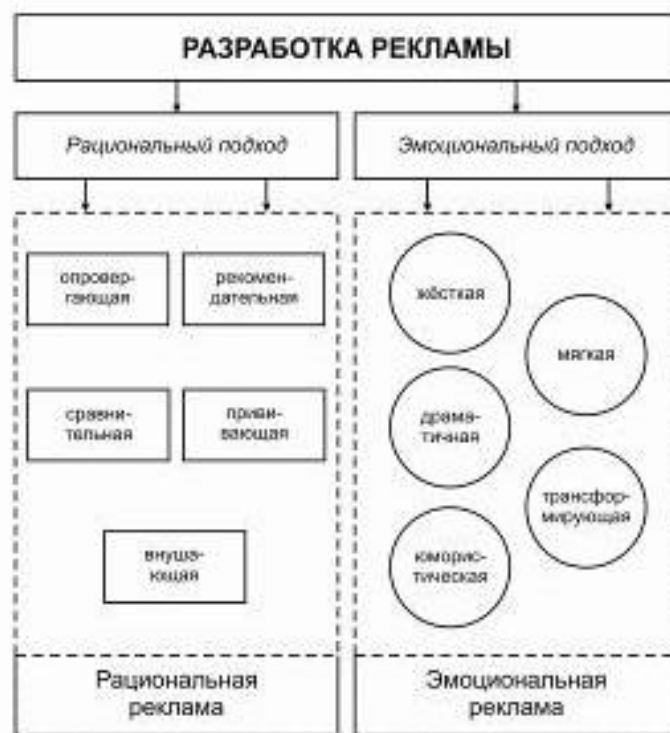 РАЗРАБОТКА РЕКЛАМЫ
Рациональный подход
Эмоциональный подход
опровер-
гающая
рекомен-
дательная
сравни-
тельная
приви-
вающая
внуша-
ющая
жёсткая
мягкая
драма-
тичная
трансфор-
мирующая
юморис-
тическая
Рациональная
реклама
Эмоциональная
реклама